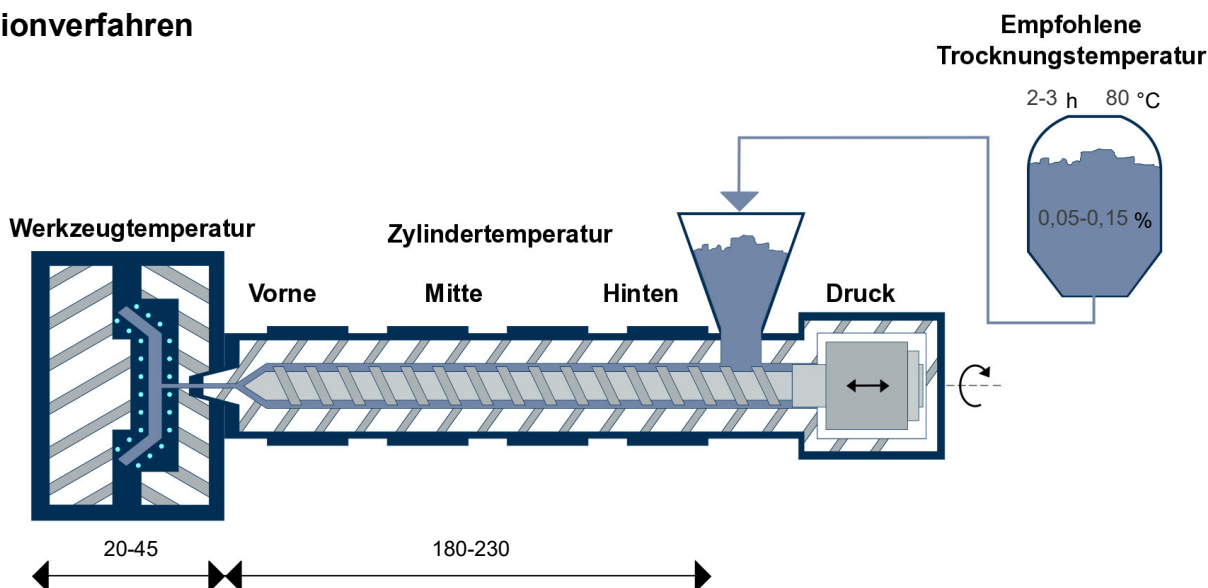 ionverfahren
Empfohlene
Trocknungstemperatur
2-3 h 80 °C
0,05-0,15 %
Werkzeugtemperatur
Zylindertemperatur
Vorne Mitte Hinten Druck
20-45 180-230